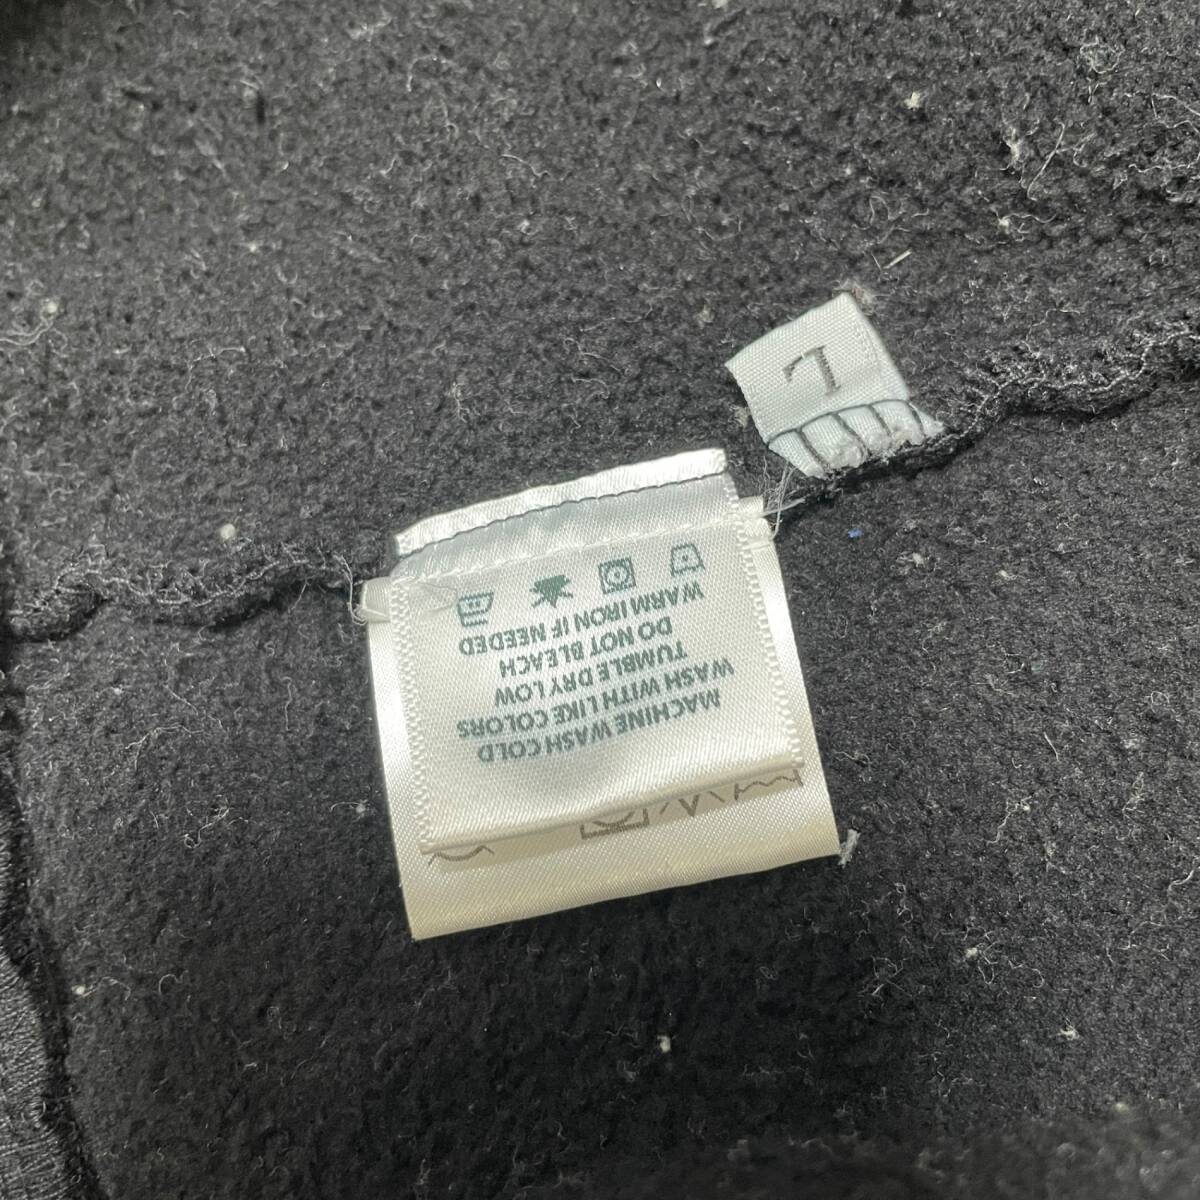 L
MACHINE WASH COLD
WASH WITH LIKE COLORS
TUMBLE DRY LOW
DO NOT BLEACH
WARM IRON IF NEEDED